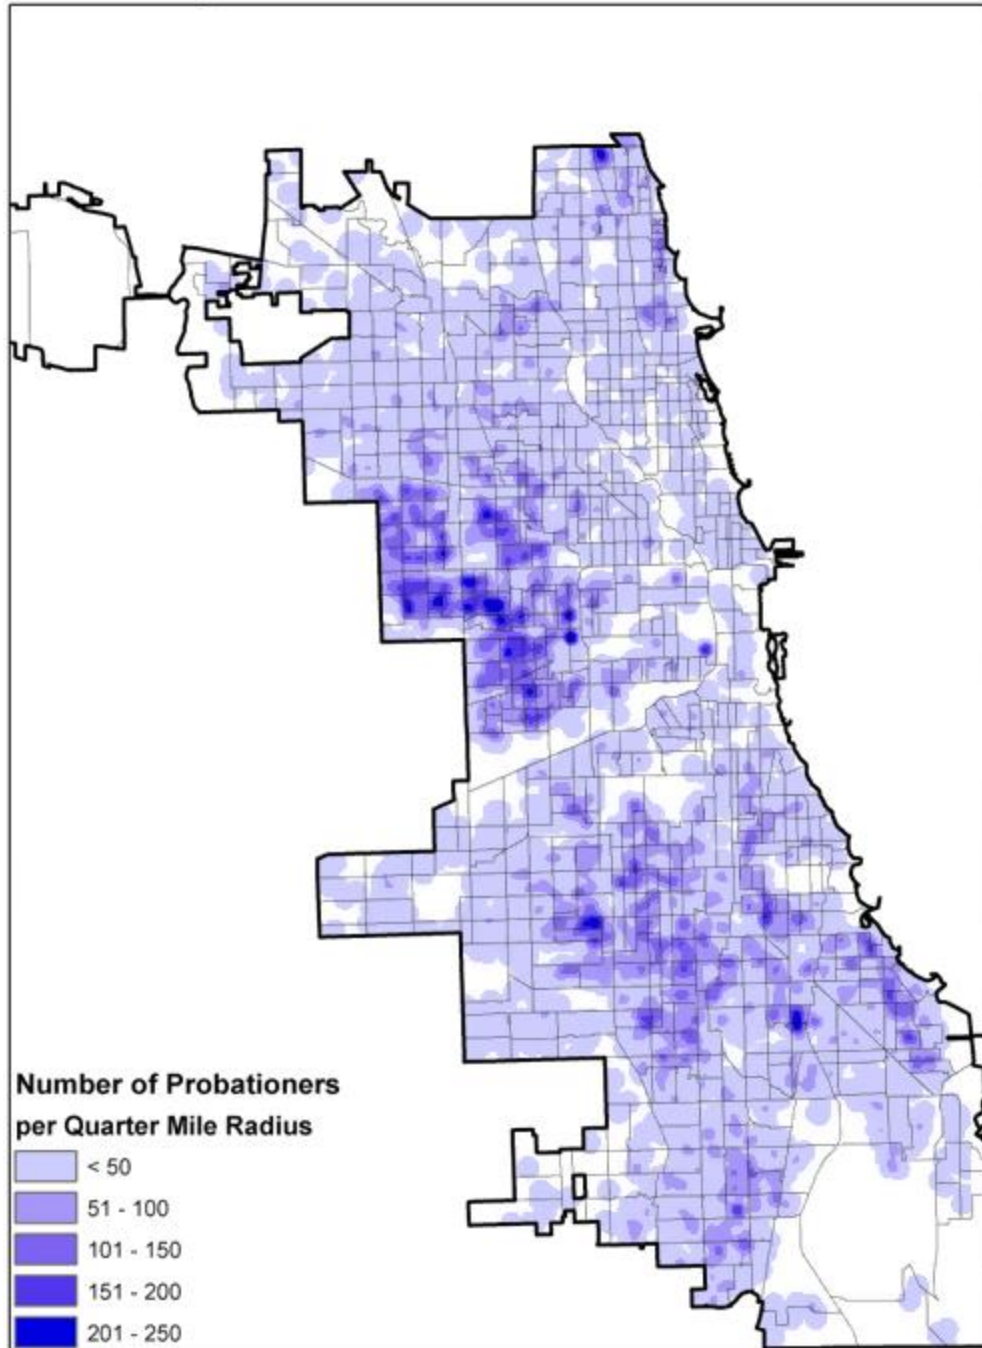 Number of Probationers
per Quarter Mile Radius
< 50
51 - 100
101 - 150
151 - 200
201 - 250